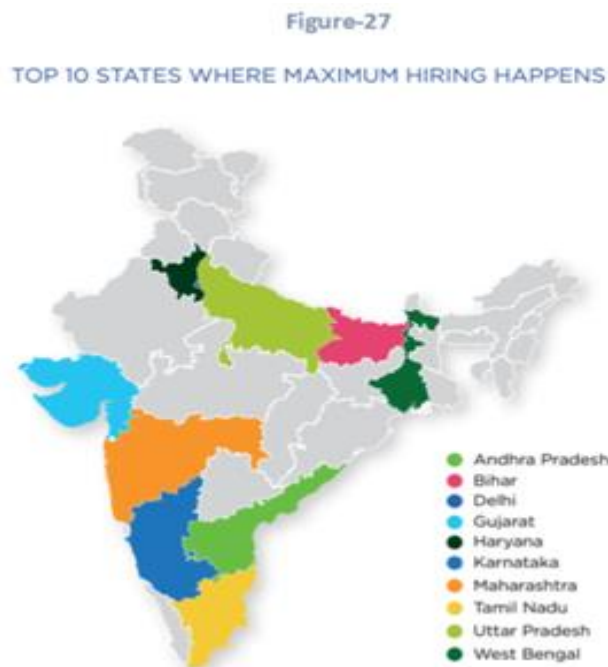 Figure-27
TOP 10 STATES WHERE MAXIMUM HIRING HAPPENS
Andhra Pradesh
Bihar
Delhi
Gujarat
Haryana
Karnataka
Maharashtra
Tamil Nadu
Uttar Pradesh
West Bengal